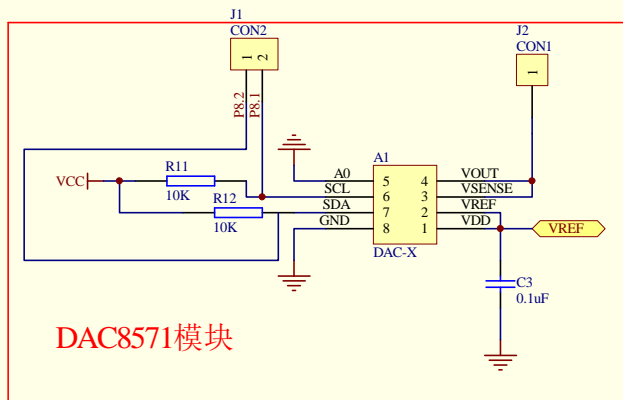 J1
CON2
1
2
P8.2
P8.1
J2
CON1
1
VCC
R11
10K
R12
10K
A1
A0 5 4 VOUT
SCL 6 3 VSENSE
SDA 7 2 VREF
GND 8 1 VDD
DAC-X
VREF
C3
0.1uF
DAC8571模块